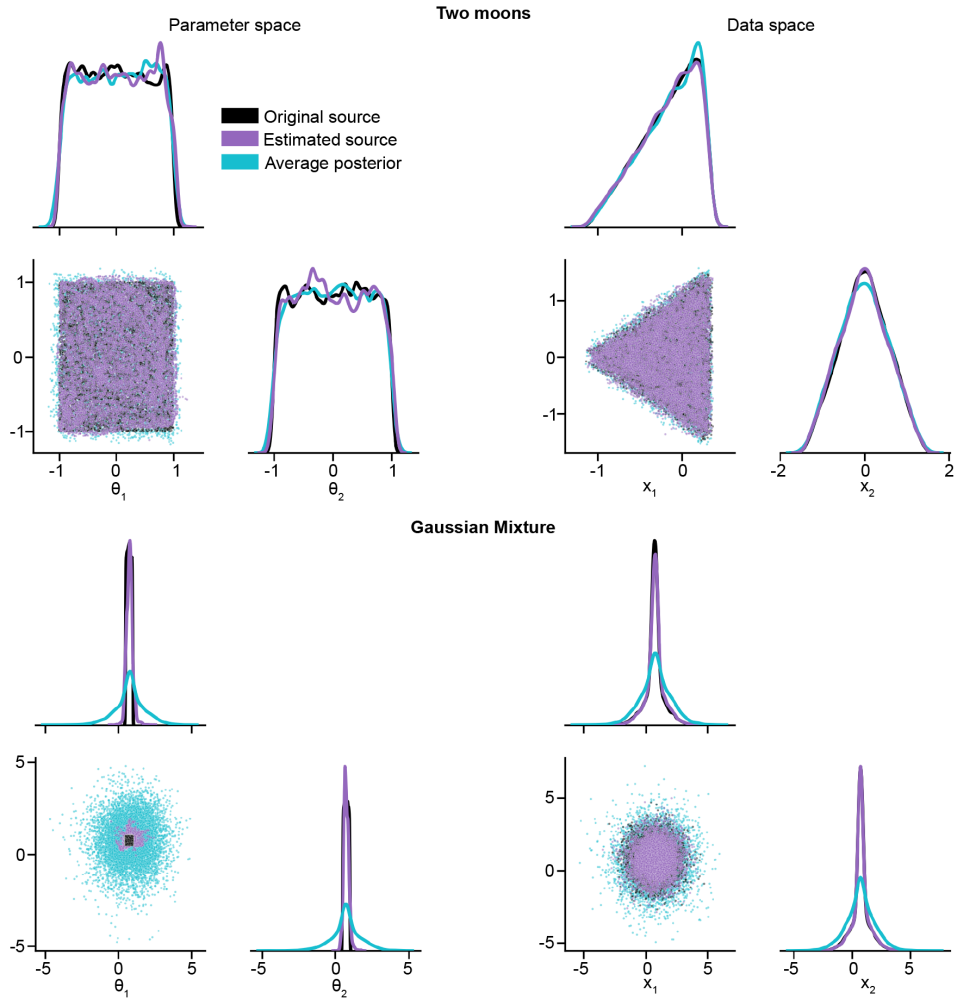 Two moons
Parameter space
Data space
Original source
Estimated source
Average posterior
1
0
-1
-1 0 1
θ1
-1 0 1
θ2
1
0
-1
-1 0
x1
-2 0 2
x2
Gaussian Mixture
5
0
-5
-5 0 5
θ1
-5 0 5
θ2
5
0
-5
-5 0 5
x1
-5 0 5
x2